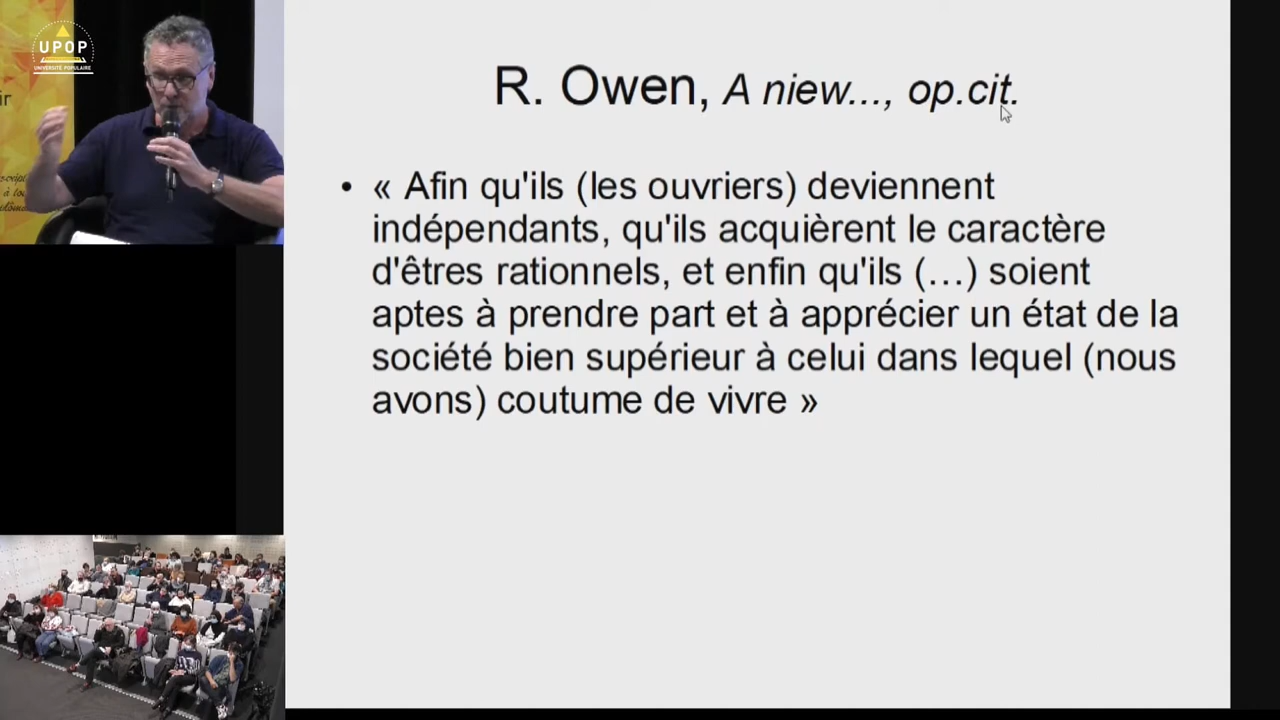 UPOP
UNIVERSITÉ POPULAIRE
ir
R. Owen, A niew..., op.cit.
• « Afin qu'ils (les ouvriers) deviennent
indépendants, qu'ils acquièrent le caractère
d'êtres rationnels, et enfin qu'ils (…) soient
aptes à prendre part et à apprécier un état de la
société bien supérieur à celui dans lequel (nous
avons) coutume de vivre »